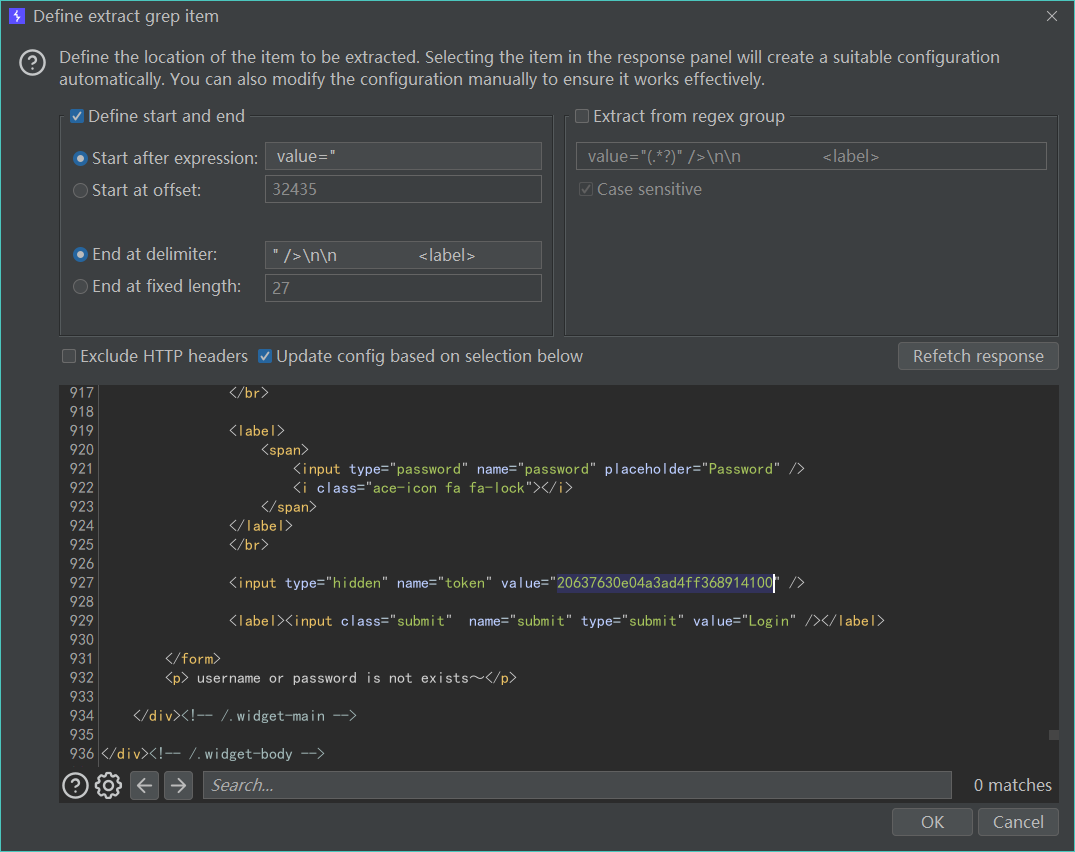 Define extract grep item
Define the location of the item to be extracted. Selecting the item in the response panel will create a suitable configuration
automatically. You can also modify the configuration manually to ensure it works effectively.
Define start and end
Start after expression: value="
Start at offset: 32435
End at delimiter: " />\n\n                <label>
End at fixed length: 27
Extract from regex group
value="(.*?)" />\n\n                <label>
Case sensitive
Exclude HTTP headers
Update config based on selection below
Refetch response
917                 </br>
918
919                 <label>
920                     <span>
921                         <input type="password" name="password" placeholder="Password" />
922                         <i class="ace-icon fa fa-lock"></i>
923                     </span>
924                 </label>
925                 </br>
926
927                 <input type="hidden" name="token" value="20637630e04a3ad4ff368914100" />
928
929                 <label><input class="submit"  name="submit" type="submit" value="Login" /></label>
930
931         </form>
932         <p> username or password is not exists～</p>
933
934     </div><!-- /.widget-main -->
935
936 </div><!-- /.widget-body -->
Search...
0 matches
OK
Cancel